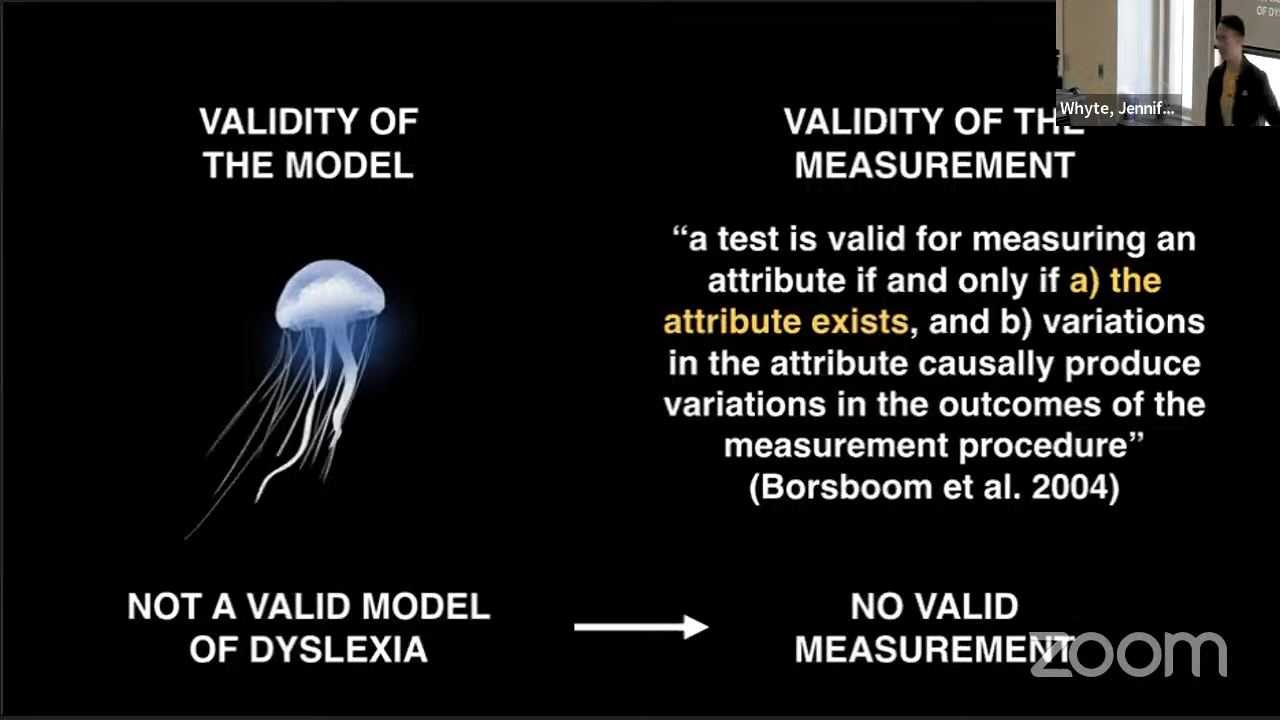 VALIDITY OF
THE MODEL
VALIDITY OF THE
MEASUREMENT
“a test is valid for measuring an
attribute if and only if a) the
attribute exists, and b) variations
in the attribute causally produce
variations in the outcomes of the
measurement procedure”
(Borsboom et al. 2004)
NOT A VALID MODEL
OF DYSLEXIA
NO VALID
MEASUREMENT
Whyte, Jennif...
zoom